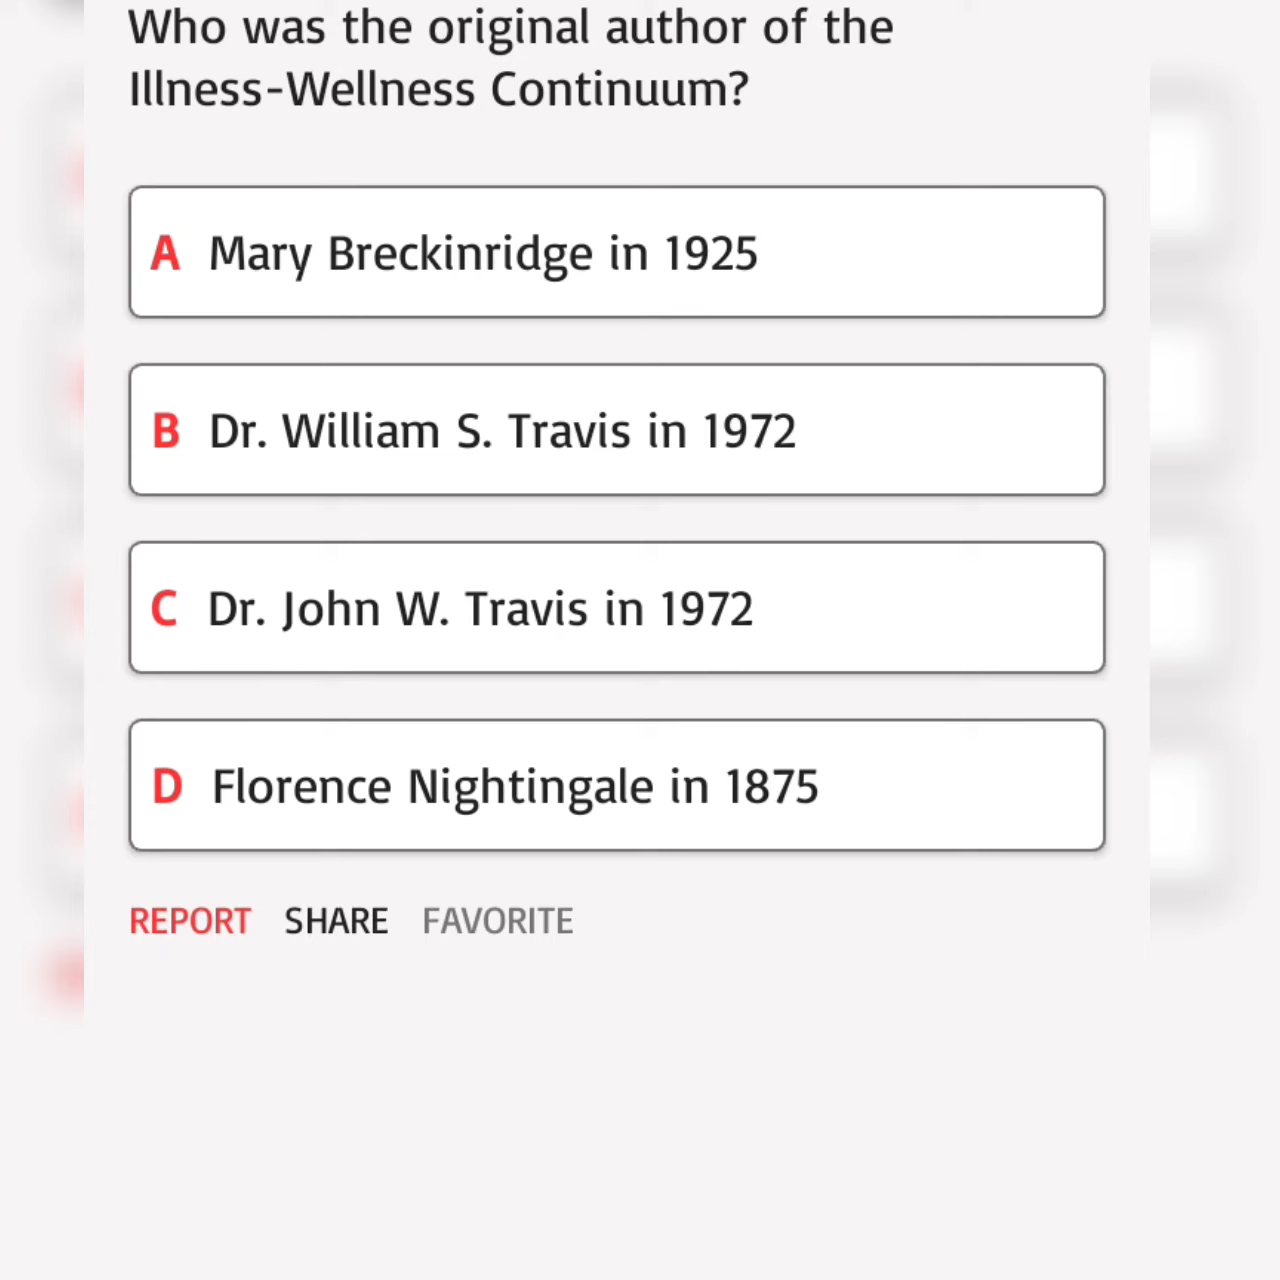 Who was the original author of the
Illness-Wellness Continuum?
A Mary Breckinridge in 1925
B Dr. William S. Travis in 1972
C Dr. John W. Travis in 1972
D Florence Nightingale in 1875
REPORT SHARE FAVORITE